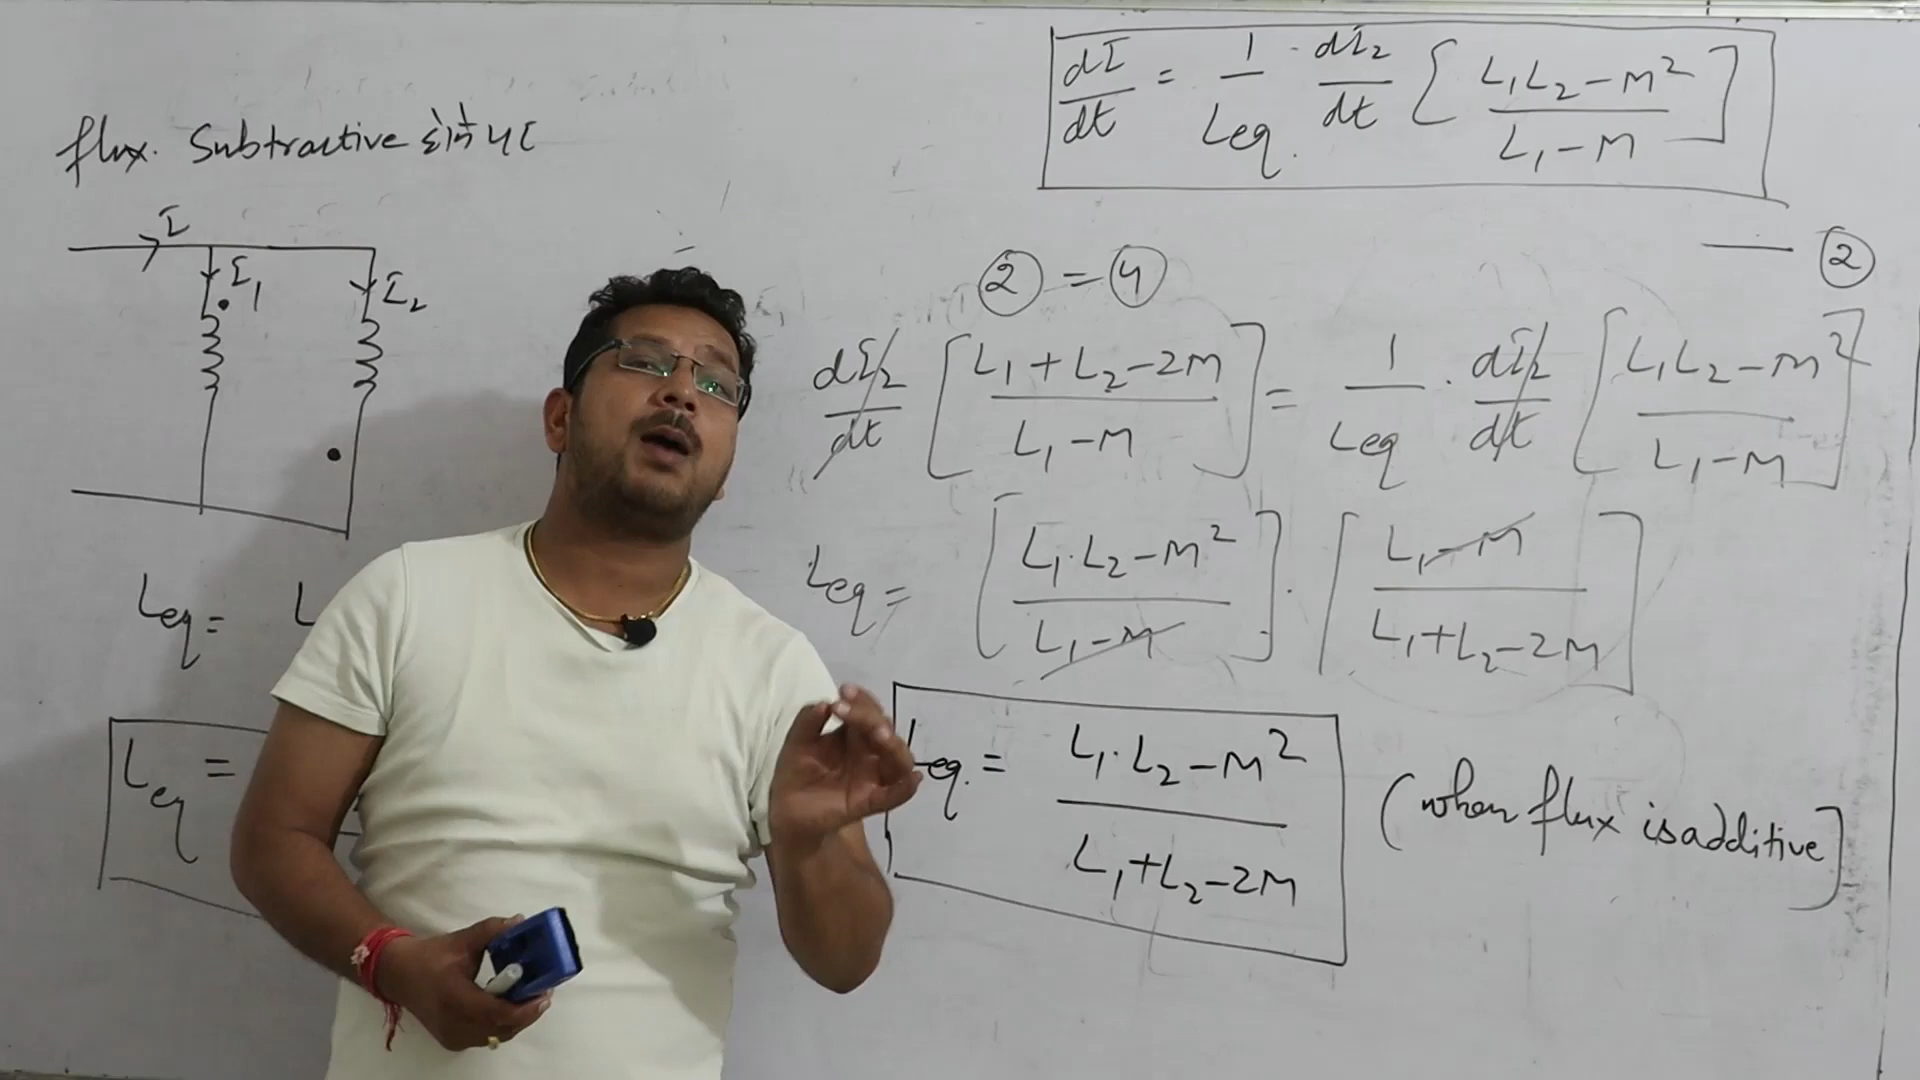 flux. Subtractive होने पर
I
I₁
I₂
Leq = L
Leq =
dI/dt = 1/Leq. · dI₂/dt [ (L₁L₂ - M²)/(L₁ - M) ]
— ②
② = ④
dI₂/dt [ (L₁ + L₂ - 2M)/(L₁ - M) ] = 1/Leq · dI₂/dt [ (L₁L₂ - M²)/(L₁ - M) ]
Leq = [ (L₁·L₂ - M²)/(L₁ - M) ] · [ (L₁ - M)/(L₁ + L₂ - 2M) ]
Leq. = (L₁·L₂ - M²)/(L₁ + L₂ - 2M) (when flux is additive)